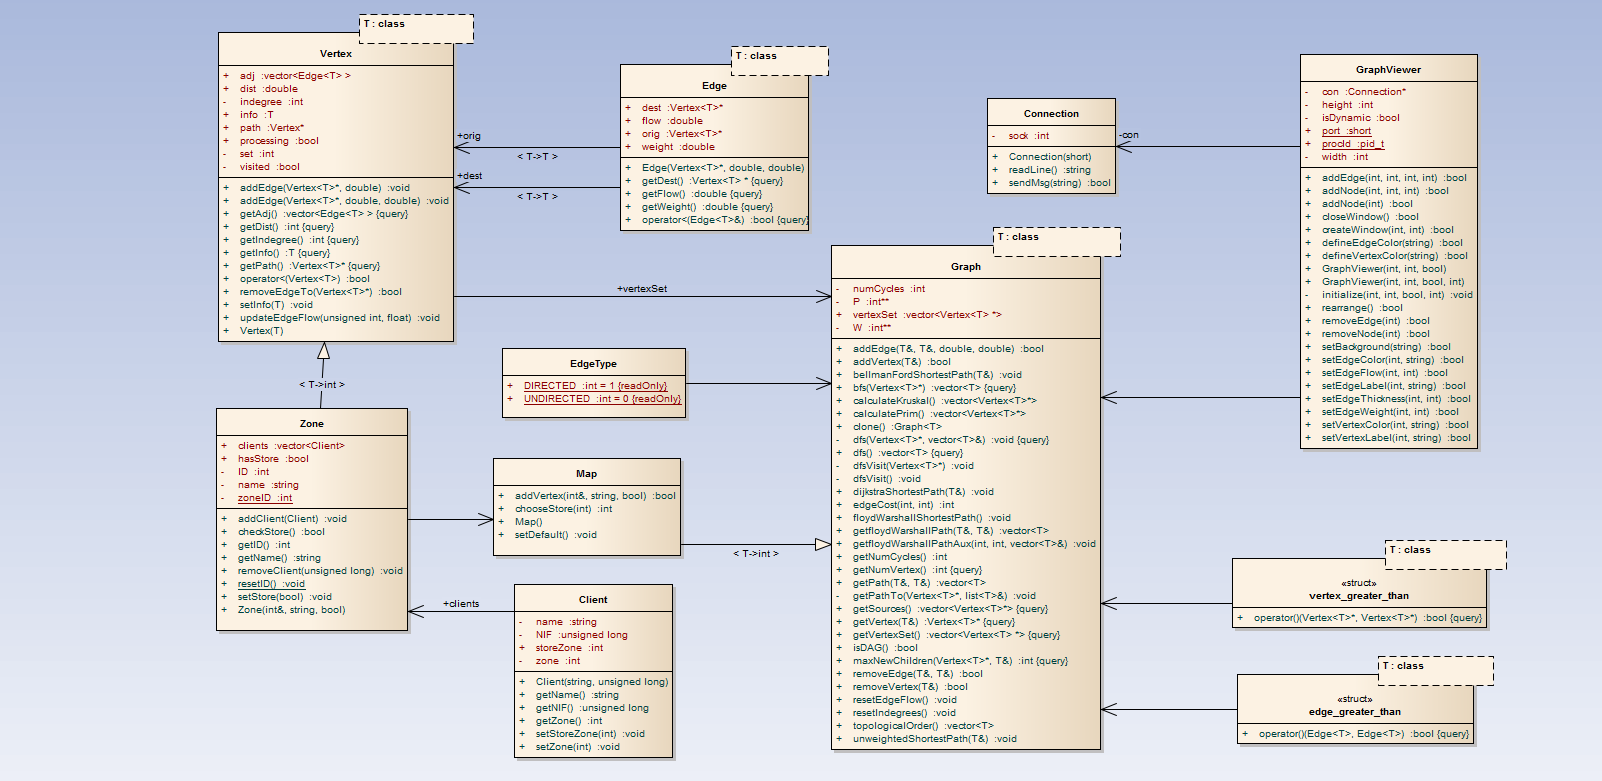 T : class
Vertex
+ adj :vector<Edge<T> >
+ dist :double
- indegree :int
+ info :T
+ path :Vertex*
+ processing :bool
- set :int
- visited :bool
+ addEdge(Vertex<T>*, double) :void
+ addEdge(Vertex<T>*, double, double) :void
+ getAdj() :vector<Edge<T> > {query}
+ getDist() :int {query}
+ getIndegree() :int {query}
+ getInfo() :T {query}
+ getPath() :Vertex<T>* {query}
+ operator<(Vertex<T>) :bool
+ removeEdgeTo(Vertex<T>*) :bool
+ setInfo(T) :void
+ updateEdgeFlow(unsigned int, float) :void
+ Vertex(T)
T : class
Edge
+ dest :Vertex<T>*
+ flow :double
+ orig :Vertex<T>*
+ weight :double
+ Edge(Vertex<T>*, double, double)
+ getDest() :Vertex<T> * {query}
+ getFlow() :double {query}
+ getWeight() :double {query}
+ operator<(Edge<T>&) :bool {query}
+orig
< T->T >
+dest
< T->T >
Connection
- sock :int
+ Connection(short)
+ readLine() :string
+ sendMsg(string) :bool
-con
GraphViewer
- con :Connection*
- height :int
- isDynamic :bool
+ port :short
+ procId :pid_t
- width :int
+ addEdge(int, int, int, int) :bool
+ addNode(int, int, int) :bool
+ addNode(int) :bool
+ closeWindow() :bool
+ createWindow(int, int) :bool
+ defineEdgeColor(string) :bool
+ defineVertexColor(string) :bool
+ GraphViewer(int, int, bool)
+ GraphViewer(int, int, bool, int)
- initialize(int, int, bool, int) :void
+ rearrange() :bool
+ removeEdge(int) :bool
+ removeNode(int) :bool
+ setBackground(string) :bool
+ setEdgeColor(int, string) :bool
+ setEdgeFlow(int, int) :bool
+ setEdgeLabel(int, string) :bool
+ setEdgeThickness(int, int) :bool
+ setEdgeWeight(int, int) :bool
+ setVertexColor(int, string) :bool
+ setVertexLabel(int, string) :bool
+vertexSet
T : class
Graph
- numCycles :int
- P :int**
+ vertexSet :vector<Vertex<T> *>
- W :int**
+ addEdge(T&, T&, double, double) :bool
+ addVertex(T&) :bool
+ bellmanFordShortestPath(T&) :void
+ bfs(Vertex<T>*) :vector<T> {query}
+ calculateKruskal() :vector<Vertex<T>*>
+ calculatePrim() :vector<Vertex<T>*>
+ clone() :Graph<T>
- dfs(Vertex<T>*, vector<T>&) :void {query}
+ dfs() :vector<T> {query}
- dfsVisit(Vertex<T>*) :void
- dfsVisit() :void
+ dijkstraShortestPath(T&) :void
+ edgeCost(int, int) :int
+ floydWarshallShortestPath() :void
+ getfloydWarshallPath(T&, T&) :vector<T>
+ getfloydWarshallPathAux(int, int, vector<T>&) :void
+ getNumCycles() :int
+ getNumVertex() :int {query}
+ getPath(T&, T&) :vector<T>
- getPathTo(Vertex<T>*, list<T>&) :void
+ getSources() :vector<Vertex<T>*> {query}
+ getVertex(T&) :Vertex<T>* {query}
+ getVertexSet() :vector<Vertex<T> *> {query}
+ isDAG() :bool
+ maxNewChildren(Vertex<T>*, T&) :int {query}
+ removeEdge(T&, T&) :bool
+ removeVertex(T&) :bool
+ resetEdgeFlow() :void
+ resetIndegrees() :void
+ topologicalOrder() :vector<T>
+ unweightedShortestPath(T&) :void
EdgeType
+ DIRECTED :int = 1 {readOnly}
+ UNDIRECTED :int = 0 {readOnly}
< T->int >
Zone
+ clients :vector<Client>
+ hasStore :bool
- ID :int
- name :string
- zoneID :int
+ addClient(Client) :void
+ checkStore() :bool
+ getID() :int
+ getName() :string
+ removeClient(unsigned long) :void
+ resetID() :void
+ setStore(bool) :void
+ Zone(int&, string, bool)
Map
+ addVertex(int&, string, bool) :bool
+ chooseStore(int) :int
+ Map()
+ setDefault() :void
< T->int >
+clients
Client
- name :string
- NIF :unsigned long
+ storeZone :int
- zone :int
+ Client(string, unsigned long)
+ getName() :string
+ getNIF() :unsigned long
+ getZone() :int
+ setStoreZone(int) :void
+ setZone(int) :void
T : class
«struct»
vertex_greater_than
+ operator()(Vertex<T>*, Vertex<T>*) :bool {query}
T : class
«struct»
edge_greater_than
+ operator()(Edge<T>, Edge<T>) :bool {query}